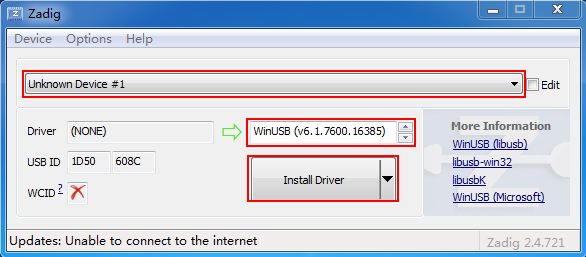 Zadig
Device Options Help
Unknown Device #1
Edit
Driver (NONE) WinUSB (v6.1.7600.16385)
USB ID 1D50 608C
WCID ?
Install Driver
More Information
WinUSB (libusb)
libusb-win32
libusbK
WinUSB (Microsoft)
Updates: Unable to connect to the internet
Zadig 2.4.721